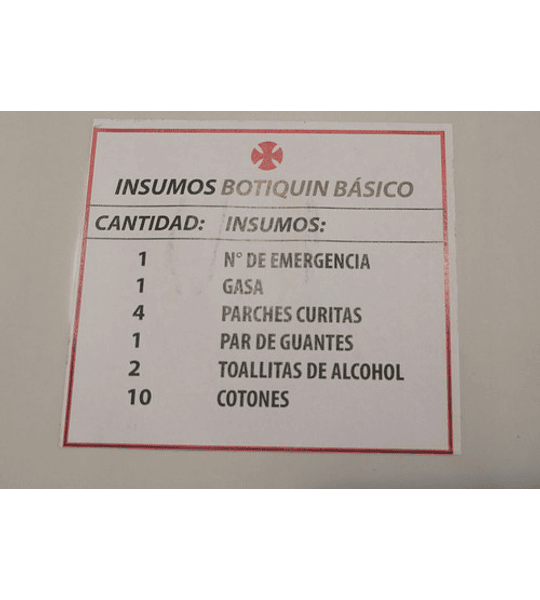 INSUMOS BOTIQUIN BÁSICO
CANTIDAD: INSUMOS:
1 N° DE EMERGENCIA
1 GASA
4 PARCHES CURITAS
1 PAR DE GUANTES
2 TOALLITAS DE ALCOHOL
10 COTONES